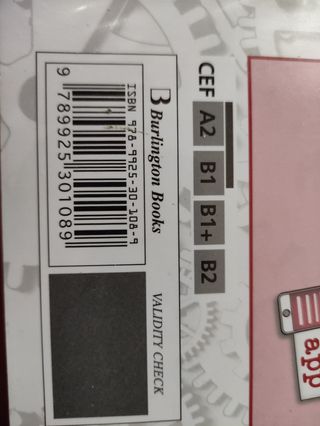 CEF A2 B1 B1+ B2
B Burlington Books
VALIDITY CHECK
ISBN 978-9925-30-108-9
9 789925 301089
app